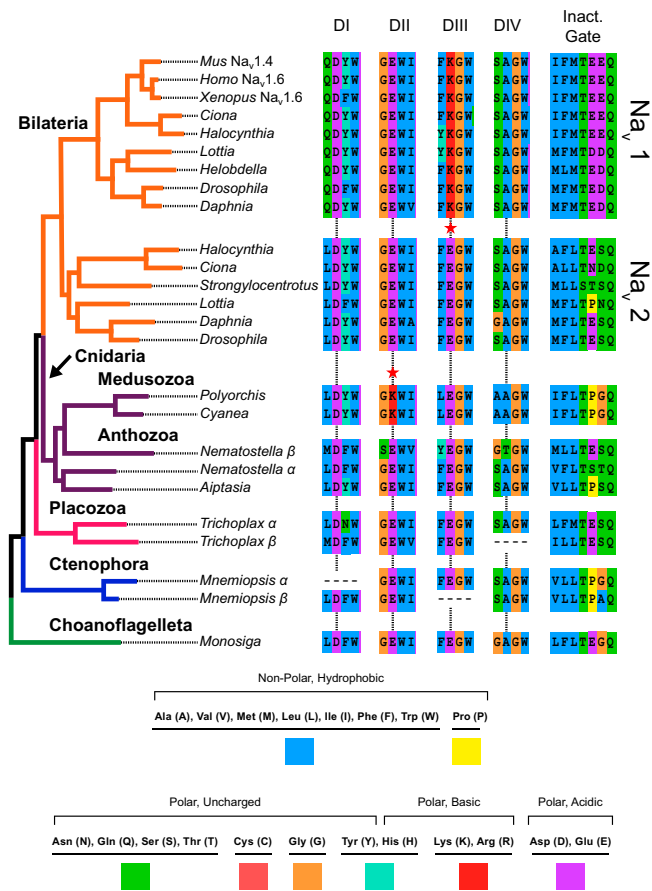 DI DII DIII DIV Inact. Gate
Mus Nav1.4 QDYW GEWI FKGW SAGW IFMTEEQ
Homo Nav1.6 QDYW GEWI FKGW SAGW IFMTEEQ
Xenopus Nav1.6 QDFW GEWI FKGW SAGW IFMTEEQ
Bilateria
Ciona QDYW GEWI FKGW SAGW IFMTEEQ
Halocynthia QDYW GEWI YKGW SAGW IFMTEEQ
Lottia QDYW GEWI YKGW SAGW MFMTDDQ
Helobdella QDYW GEWI FKGW SAGW MLMTEDQ
Drosophila QDFW GEWI FKGW SAGW MFMTEDQ
Daphnia QDYW GEWV FKGW SAGW MFMTEDQ
Nav 1
Halocynthia LDYW GEWI FEGW SAGW AFLTESQ
Ciona LDYW GEWI FEGW SAGW ALLTNDQ
Strongylocentrotus LDYW GEWI FEGW SAGW MLLSTSQ
Lottia LDFW GEWI FEGW SAGW MFLTPNQ
Daphnia LDYW GEWA FEGW GAGW MFLTESQ
Drosophila LDYW GEWI FEGW SAGW MFLTESQ
Nav 2
Cnidaria
Medusozoa
Polyorchis LDYW GKWI LEGW AAGW IFLTPGQ
Cyanea LDYW GKWI LEGW AAGW IFLTPGQ
Anthozoa
Nematostella β MDFW SEWV YEGW GTGW MLLTESQ
Nematostella α LDFW GEWI FEGW SAGW VFLTSTQ
Aiptasia LDYW GEWI FEGW SAGW VLLTPSQ
Placozoa
Trichoplax α LDNW GEWI FEGW SAGW LFMTESQ
Trichoplax β MDFW GEWV FEGW ---- ILLTESQ
Ctenophora
Mnemiopsis α ---- GEWI FEGW SAGW VLLTPGQ
Mnemiopsis β LDFW GEWI ---- SAGW VLLTPAQ
Choanoflagelleta
Monosiga LDFW GEWI FEGW GAGW LFLTEGQ
Non-Polar, Hydrophobic
Ala (A), Val (V), Met (M), Leu (L), Ile (I), Phe (F), Trp (W) Pro (P)
Polar, Uncharged Polar, Basic Polar, Acidic
Asn (N), Gln (Q), Ser (S), Thr (T) Cys (C) Gly (G) Tyr (Y), His (H) Lys (K), Arg (R) Asp (D), Glu (E)